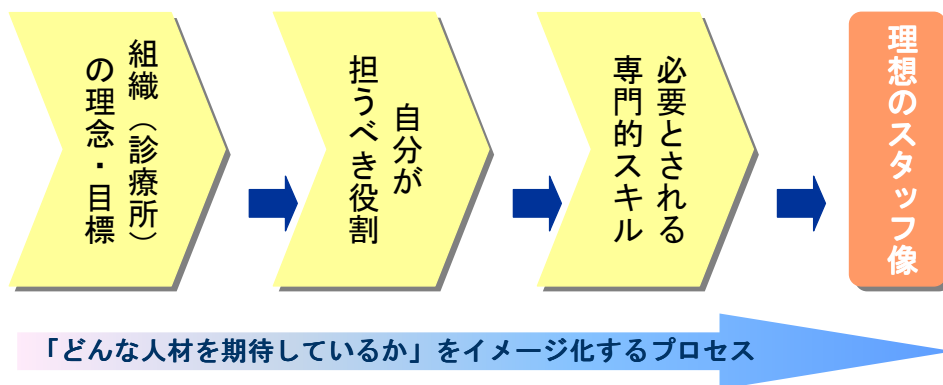 組織（診療所）
の理念・目標
自分が
担うべき役割
必要とされる
専門的スキル
理想のスタッフ像
「どんな人材を期待しているか」をイメージ化するプロセス